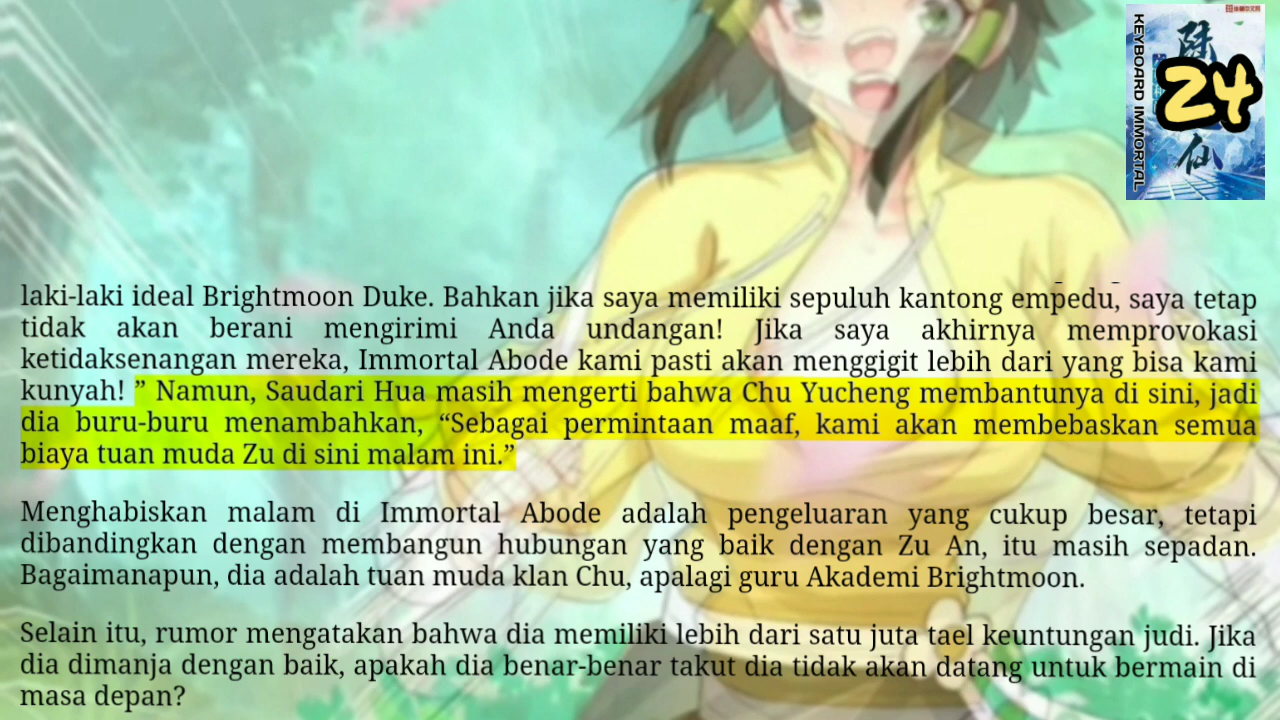 陆
仙
KEYBOARD IMMORTAL
24
laki-laki ideal Brightmoon Duke. Bahkan jika saya memiliki sepuluh kantong empedu, saya tetap
tidak akan berani mengirimi Anda undangan! Jika saya akhirnya memprovokasi
ketidaksenangan mereka, Immortal Abode kami pasti akan menggigit lebih dari yang bisa kami
kunyah! ” Namun, Saudari Hua masih mengerti bahwa Chu Yucheng membantunya di sini, jadi
dia buru-buru menambahkan, “Sebagai permintaan maaf, kami akan membebaskan semua
biaya tuan muda Zu di sini malam ini.”
Menghabiskan malam di Immortal Abode adalah pengeluaran yang cukup besar, tetapi
dibandingkan dengan membangun hubungan yang baik dengan Zu An, itu masih sepadan.
Bagaimanapun, dia adalah tuan muda klan Chu, apalagi guru Akademi Brightmoon.
Selain itu, rumor mengatakan bahwa dia memiliki lebih dari satu juta tael keuntungan judi. Jika
dia dimanja dengan baik, apakah dia benar-benar takut dia tidak akan datang untuk bermain di
masa depan?